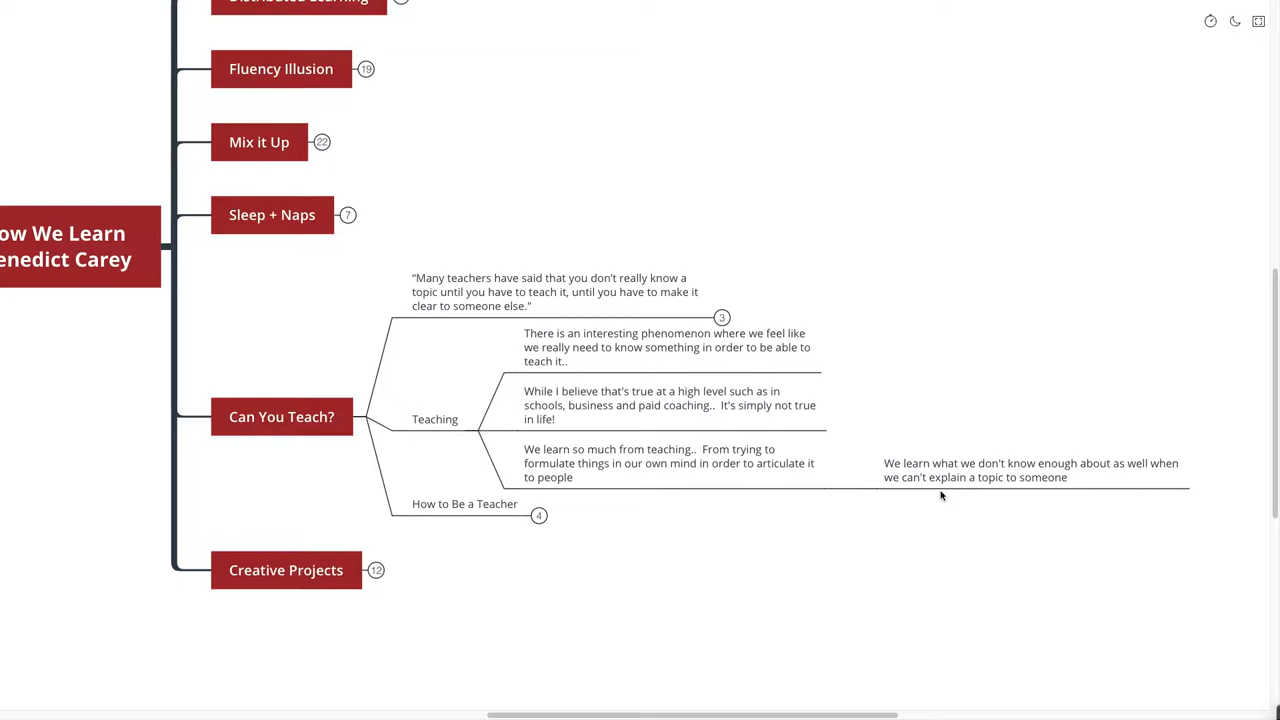 Distributed Learning
Fluency Illusion
19
Mix it Up
22
Sleep + Naps
7
ow We Learn
enedict Carey
“Many teachers have said that you don’t really know a
topic until you have to teach it, until you have to make it
clear to someone else."
3
There is an interesting phenomenon where we feel like
we really need to know something in order to be able to
teach it..
While I believe that's true at a high level such as in
schools, business and paid coaching..  It's simply not true
in life!
Can You Teach?
Teaching
We learn so much from teaching..  From trying to
formulate things in our own mind in order to articulate it
to people
We learn what we don't know enough about as well when
we can't explain a topic to someone
How to Be a Teacher
4
Creative Projects
12